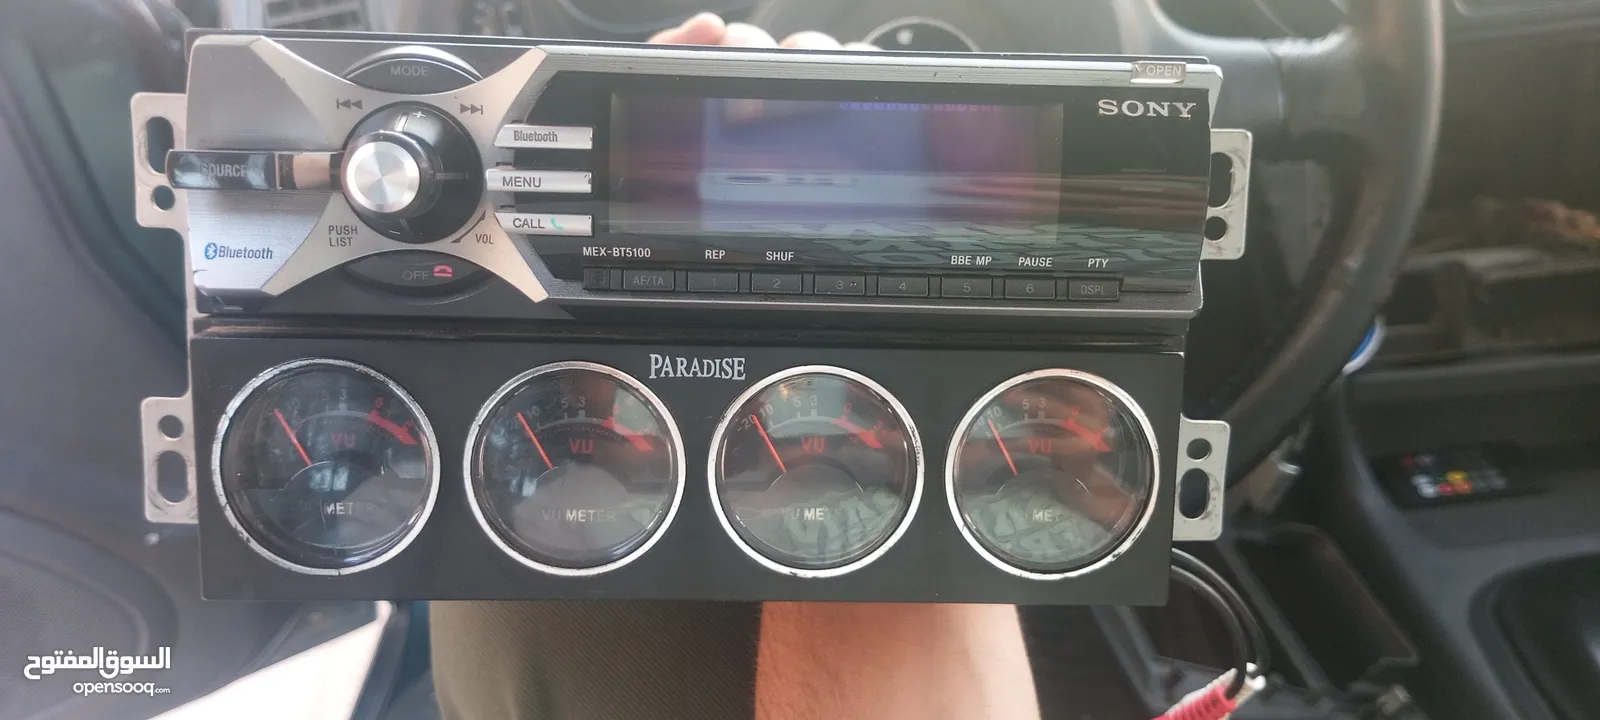 MODE
OPEN
SONY
Bluetooth
SOURCE
MENU
CALL
PUSH
LIST
VOL
Bluetooth
OFF
MEX-BT5100
REP
SHUF
BBE MP
PAUSE
PTY
AF/TA
1
2
3
4
5
6
DSPL
PARADISE
VU
VU
VU
VU
VU METER
السوق المفتوح
opensooq.com